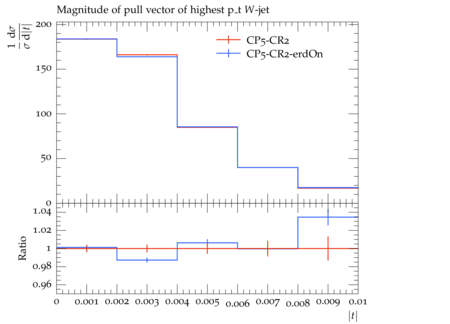 Magnitude of pull vector of highest p_t W-jet
1/σ dσ/d|t|
CP5-CR2
CP5-CR2-erdOn
200
150
100
50
0
Ratio
1.04
1.02
1
0.98
0.96
0 0.001 0.002 0.003 0.004 0.005 0.006 0.007 0.008 0.009 0.01
|t|